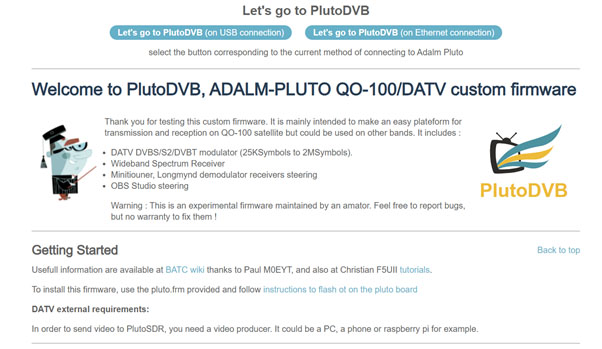 Let's go to PlutoDVB
Let's go to PlutoDVB (on USB connection) Let's go to PlutoDVB (on Ethernet connection)
select the button corresponding to the current method of connecting to Adalm Pluto
Welcome to PlutoDVB, ADALM-PLUTO QO-100/DATV custom firmware
Thank you for testing this custom firmware. It is mainly intended to make an easy plateform for
transmission and reception on QO-100 satellite but could be used on other bands. It includes :
• DATV DVBS/S2/DVBT modulator (25KSymbols to 2MSymbols).
• Wideband Spectrum Receiver
• Minitiouner, Longmynd demodulator receivers steering
• OBS Studio steering
Warning : This is an experimental firmware maintained by an amator. Feel free to report bugs,
but no warranty to fix them !
PlutoDVB
Getting Started
Back to top
Usefull information are available at BATC wiki thanks to Paul M0EYT, and also at Christian F5UII tutorials.
To install this firmware, use the pluto.frm provided and follow instructions to flash ot on the pluto board
DATV external requirements:
In order to send video to PlutoSDR, you need a video producer. It could be a PC, a phone or raspberry pi for example.